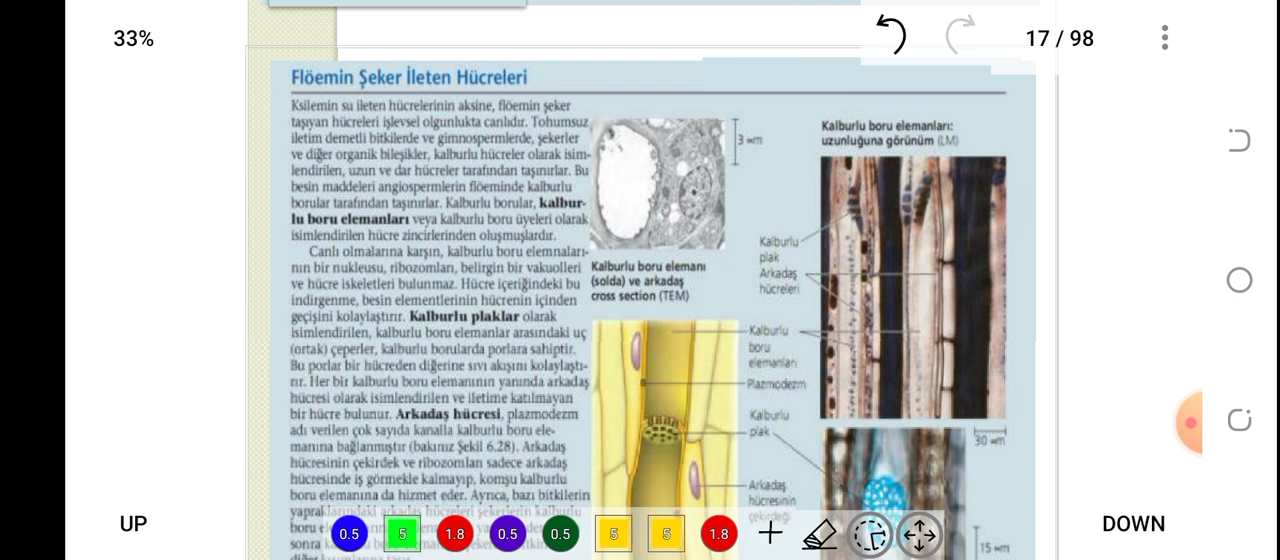 33%
17 / 98
Flöemin Şeker İleten Hücreleri
Ksilemin su ileten hücrelerinin aksine, flöemin şeker
taşıyan hücreleri işlevsel olgunlukta canlıdır. Tohumsuz
iletim demetli bitkilerde ve gimnospermlerde, şekerler
ve diğer organik bileşikler, kalburlu hücreler olarak isim-
lendirilen, uzun ve dar hücreler tarafından taşınırlar. Bu
besin maddeleri angiospermlerin flöeminde kalburlu
borular tarafından taşınırlar. Kalburlu borular, kalbur-
lu boru elemanları veya kalburlu boru üyeleri olarak
isimlendirilen hücre zincirlerinden oluşmuşlardır.
Canlı olmalarına karşın, kalburlu boru elemnaları-
nın bir nukleusu, ribozomları, belirgin bir vakuolleri
ve hücre iskeletleri bulunmaz. Hücre içeriğindeki bu
indirgenme, besin elementlerinin hücrenin içinden
geçişini kolaylaştırır. Kalburlu plaklar olarak
isimlendirilen, kalburlu boru elemanlar arasındaki uç
(ortak) çeperler, kalburlu borularda porlara sahiptir.
Bu porlar bir hücreden diğerine sıvı akışını kolaylaştı-
rır. Her bir kalburlu boru elemanının yanında arkadaş
hücresi olarak isimlendirilen ve iletime katılmayan
bir hücre bulunur. Arkadaş hücresi, plazmodezm
adı verilen çok sayıda kanalla kalburlu boru ele-
manına bağlanmıştır (bakınız Şekil 6.28). Arkadaş
hücresinin çekirdek ve ribozomları sadece arkadaş
hücresinde iş görmekle kalmayıp, komşu kalburlu
boru elemanına da hizmet eder. Ayrıca, bazı bitkilerin
yapraklarındaki arkadaş hücreleri şekerlerin kalburlu
boru
sonra
3 µm
Kalburlu boru elemanı
(solda) ve arkadaş
cross section (TEM)
Kalburlu boru elemanları:
uzunluğuna görünüm (LM)
Kalburlu
plak
Arkadaş
hücreleri
Kalburlu
boru
elemanları
Plazmodezm
Kalburlu
plak
Arkadaş
hücresinin
çekirdeği
30 µm
15 µm
UP
0.5
5
1.8
0.5
0.5
5
5
1.8
DOWN